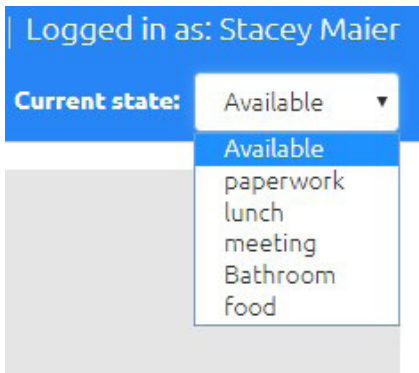 | Logged in as: Stacey Maier
Current state: Available
Available
paperwork
lunch
meeting
Bathroom
food